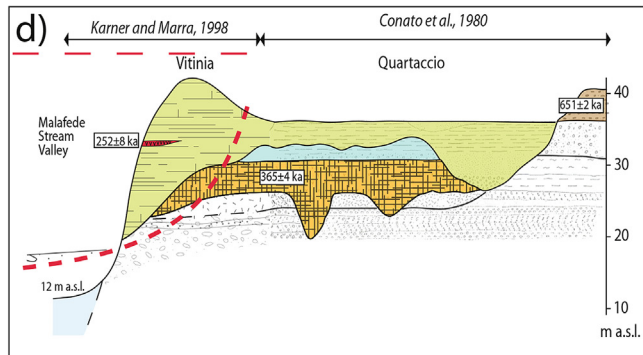 d)
Karner and Marra, 1998
Conato et al., 1980
Vitinia
Quartaccio
Malafede
Stream
Valley
252±8 ka
365±4 ka
651±2 ka
40
30
20
10
m a.s.l.
12 m a.s.l.